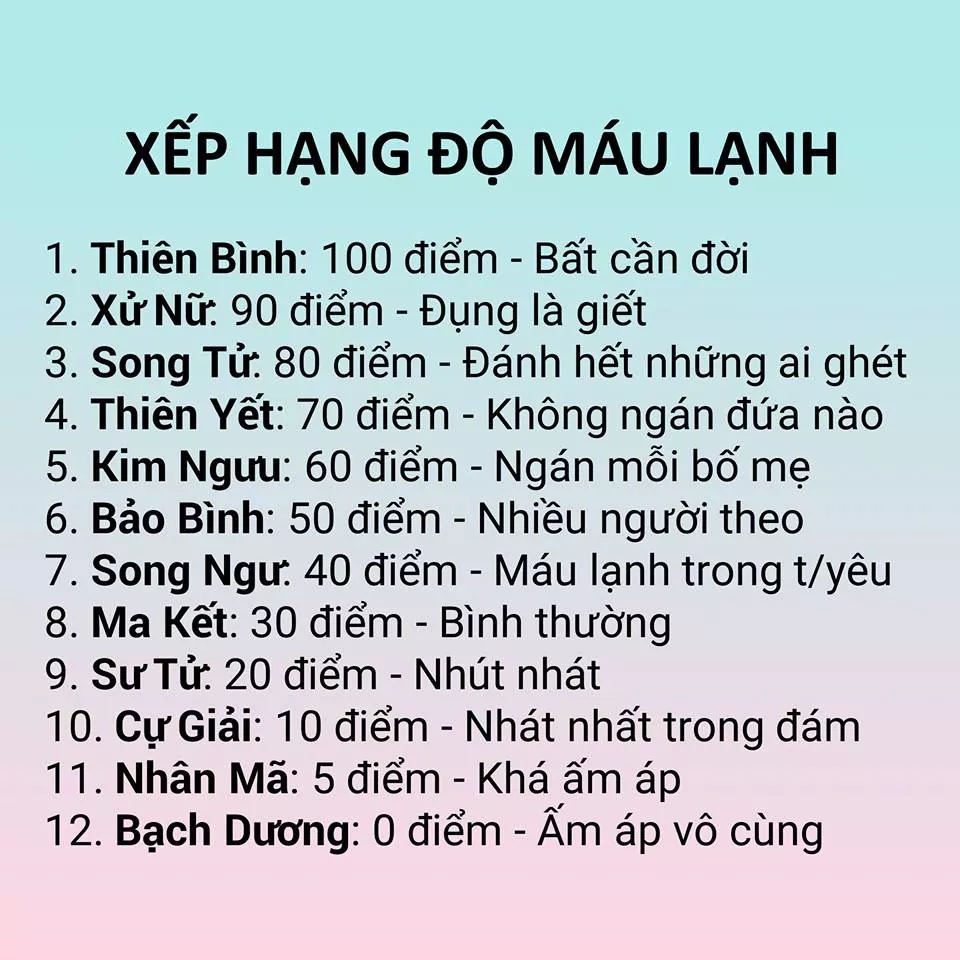 XẾP HẠNG ĐỘ MÁU LẠNH
1. Thiên Bình: 100 điểm - Bất cần đời
2. Xử Nữ: 90 điểm - Đụng là giết
3. Song Tử: 80 điểm - Đánh hết những ai ghét
4. Thiên Yết: 70 điểm - Không ngán đứa nào
5. Kim Ngưu: 60 điểm - Ngán mỗi bố mẹ
6. Bảo Bình: 50 điểm - Nhiều người theo
7. Song Ngư: 40 điểm - Máu lạnh trong t/yêu
8. Ma Kết: 30 điểm - Bình thường
9. Sư Tử: 20 điểm - Nhút nhát
10. Cự Giải: 10 điểm - Nhát nhất trong đám
11. Nhân Mã: 5 điểm - Khá ấm áp
12. Bạch Dương: 0 điểm - Ấm áp vô cùng